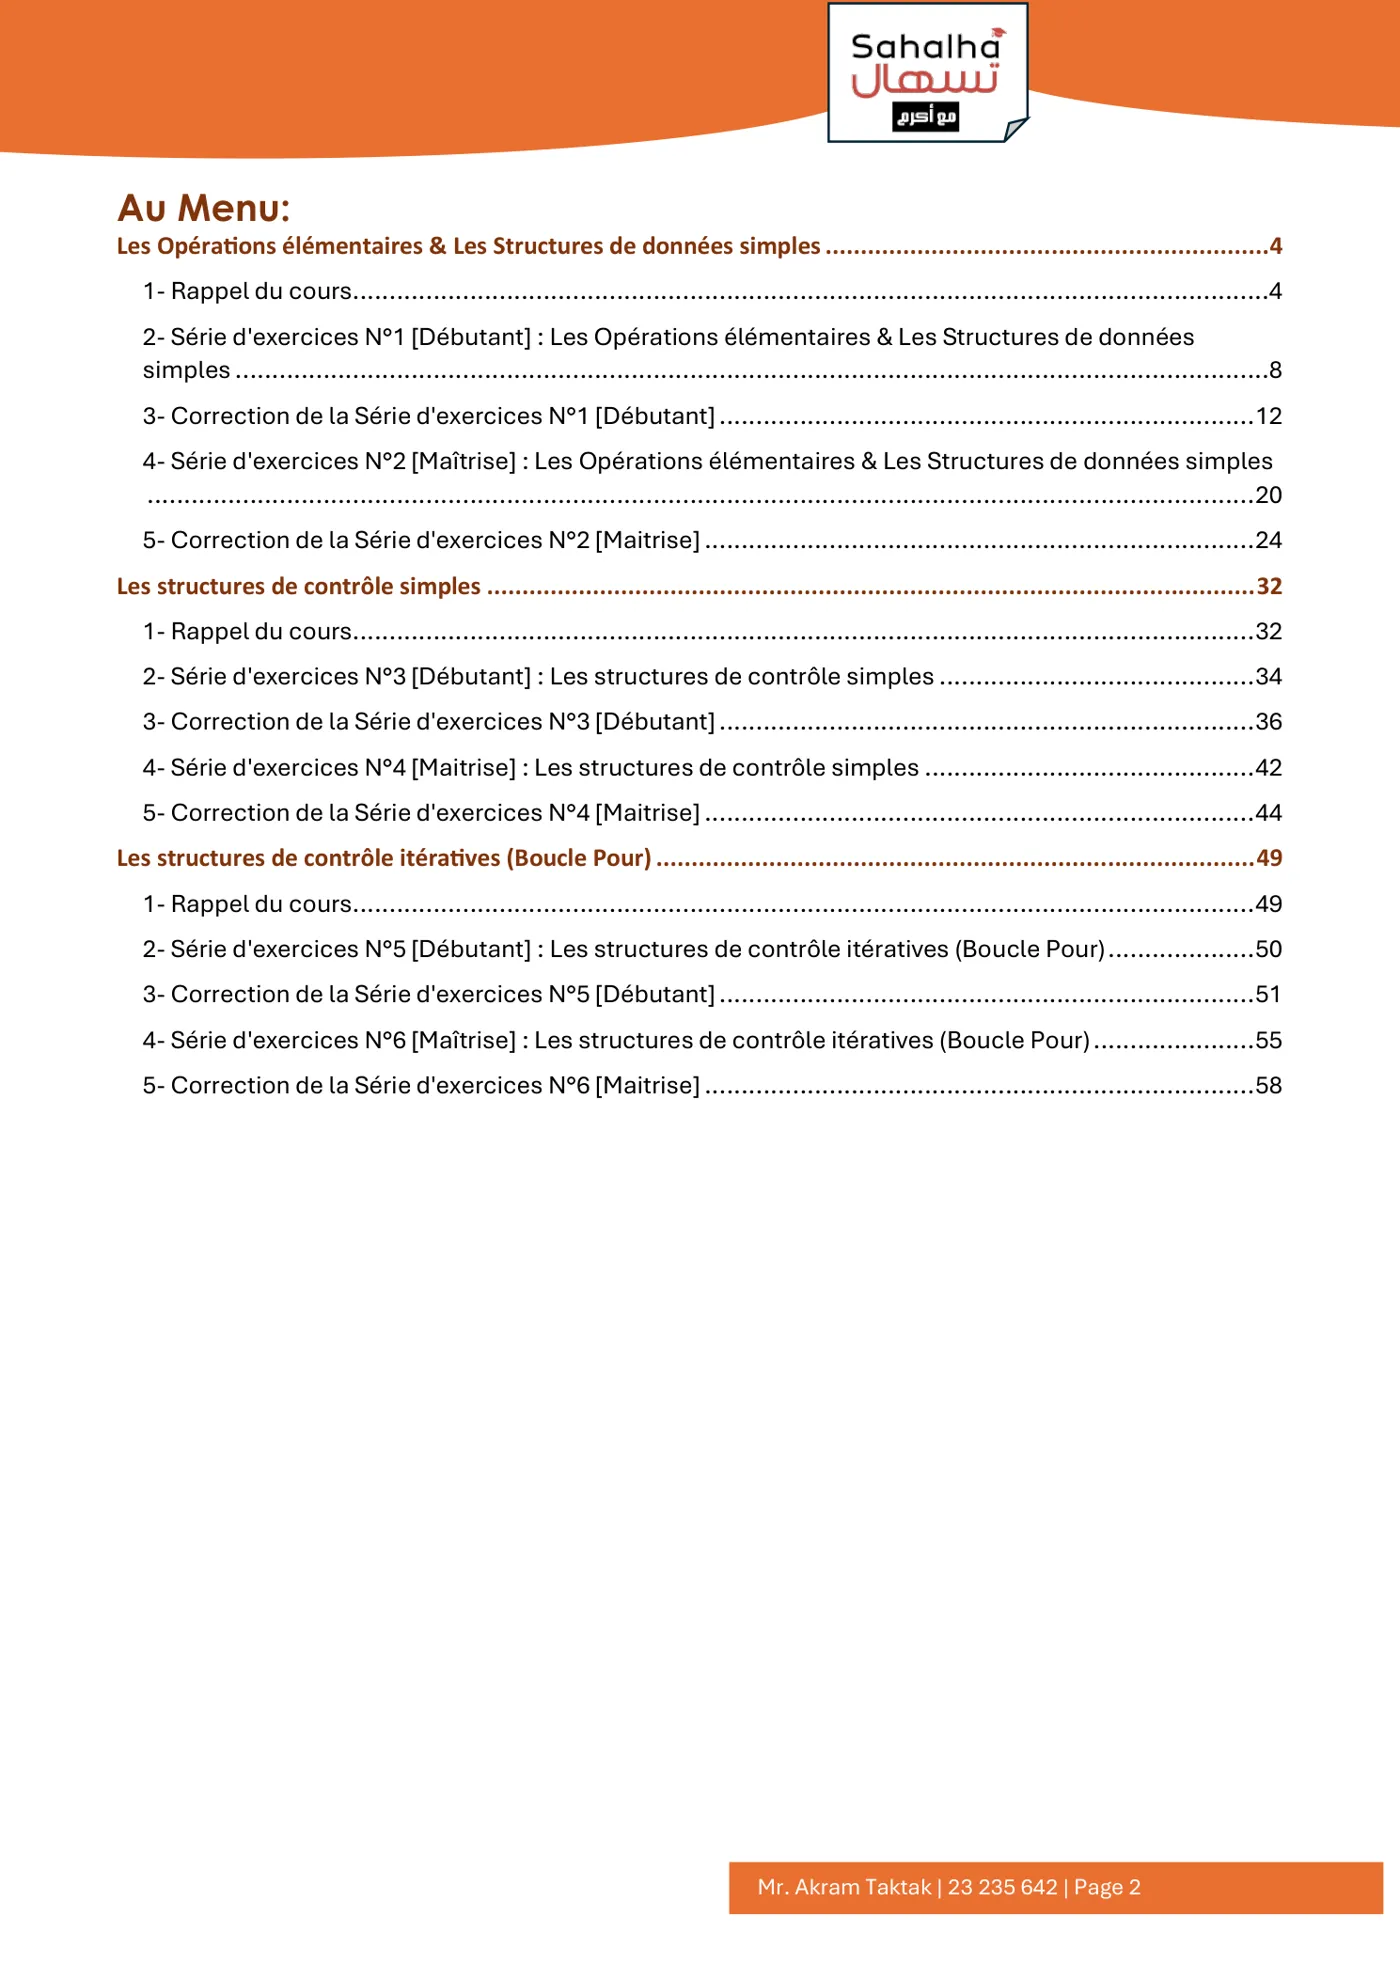 Sahalha
تسهال
مع أكرم
Au Menu:
Les Opérations élémentaires & Les Structures de données simples ................................................................ 4
1- Rappel du cours................................................................ 4
2- Série d'exercices N°1 [Débutant] : Les Opérations élémentaires & Les Structures de données
simples ................................................................ 8
3- Correction de la Série d'exercices N°1 [Débutant] ................................................................ 12
4- Série d'exercices N°2 [Maîtrise] : Les Opérations élémentaires & Les Structures de données simples
................................................................ 20
5- Correction de la Série d'exercices N°2 [Maitrise] ................................................................ 24
Les structures de contrôle simples ................................................................ 32
1- Rappel du cours................................................................ 32
2- Série d'exercices N°3 [Débutant] : Les structures de contrôle simples ................................................................ 34
3- Correction de la Série d'exercices N°3 [Débutant] ................................................................ 36
4- Série d'exercices N°4 [Maitrise] : Les structures de contrôle simples ................................................................ 42
5- Correction de la Série d'exercices N°4 [Maitrise] ................................................................ 44
Les structures de contrôle itératives (Boucle Pour) ................................................................ 49
1- Rappel du cours................................................................ 49
2- Série d'exercices N°5 [Débutant] : Les structures de contrôle itératives (Boucle Pour) .................... 50
3- Correction de la Série d'exercices N°5 [Débutant] ................................................................ 51
4- Série d'exercices N°6 [Maîtrise] : Les structures de contrôle itératives (Boucle Pour) ...................... 55
5- Correction de la Série d'exercices N°6 [Maitrise] ................................................................ 58
Mr. Akram Taktak | 23 235 642 | Page 2